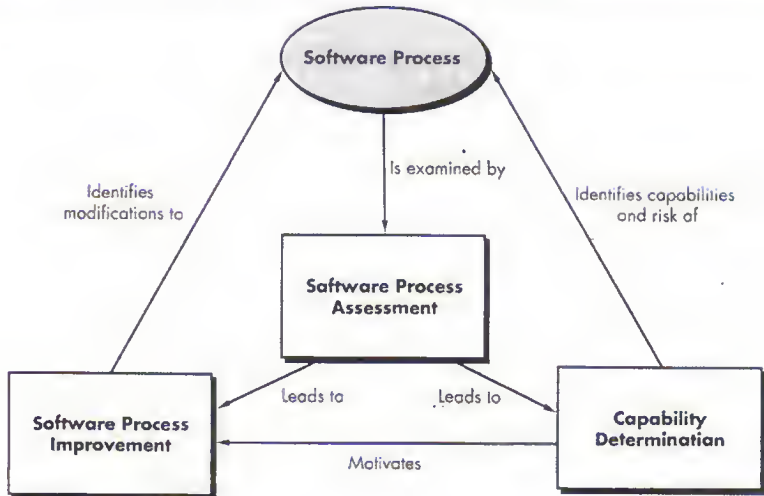 Software Process
Is examined by
Identifies
modifications to
Identifies capabilities
and risk of
Software Process
Assessment
Leads to
Leads to
Software Process
Improvement
Capability
Determination
Motivates